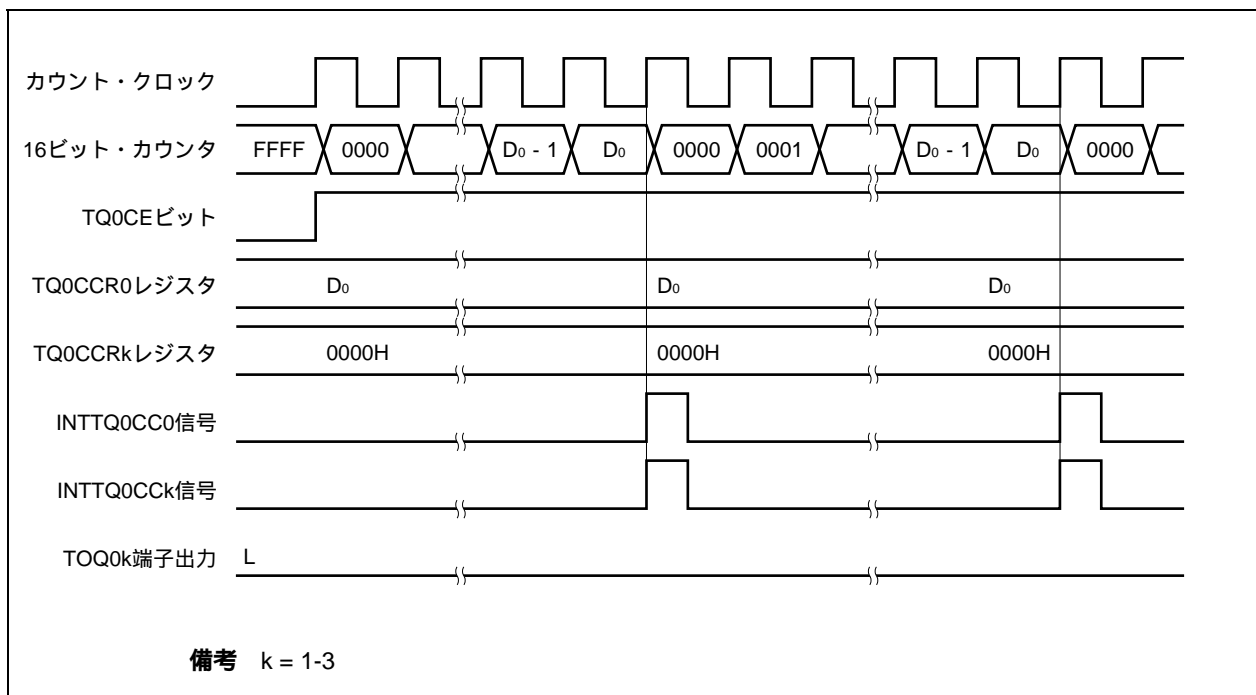 カウント・クロック
16ビット・カウンタ FFFF 0000 D0 - 1 D0 0000 0001 D0 - 1 D0 0000
TQ0CEビット
TQ0CCR0レジスタ D0 D0 D0
TQ0CCRkレジスタ 0000H 0000H 0000H
INTTQ0CC0信号
INTTQ0CCk信号
TOQ0k端子出力 L
備考 k = 1-3